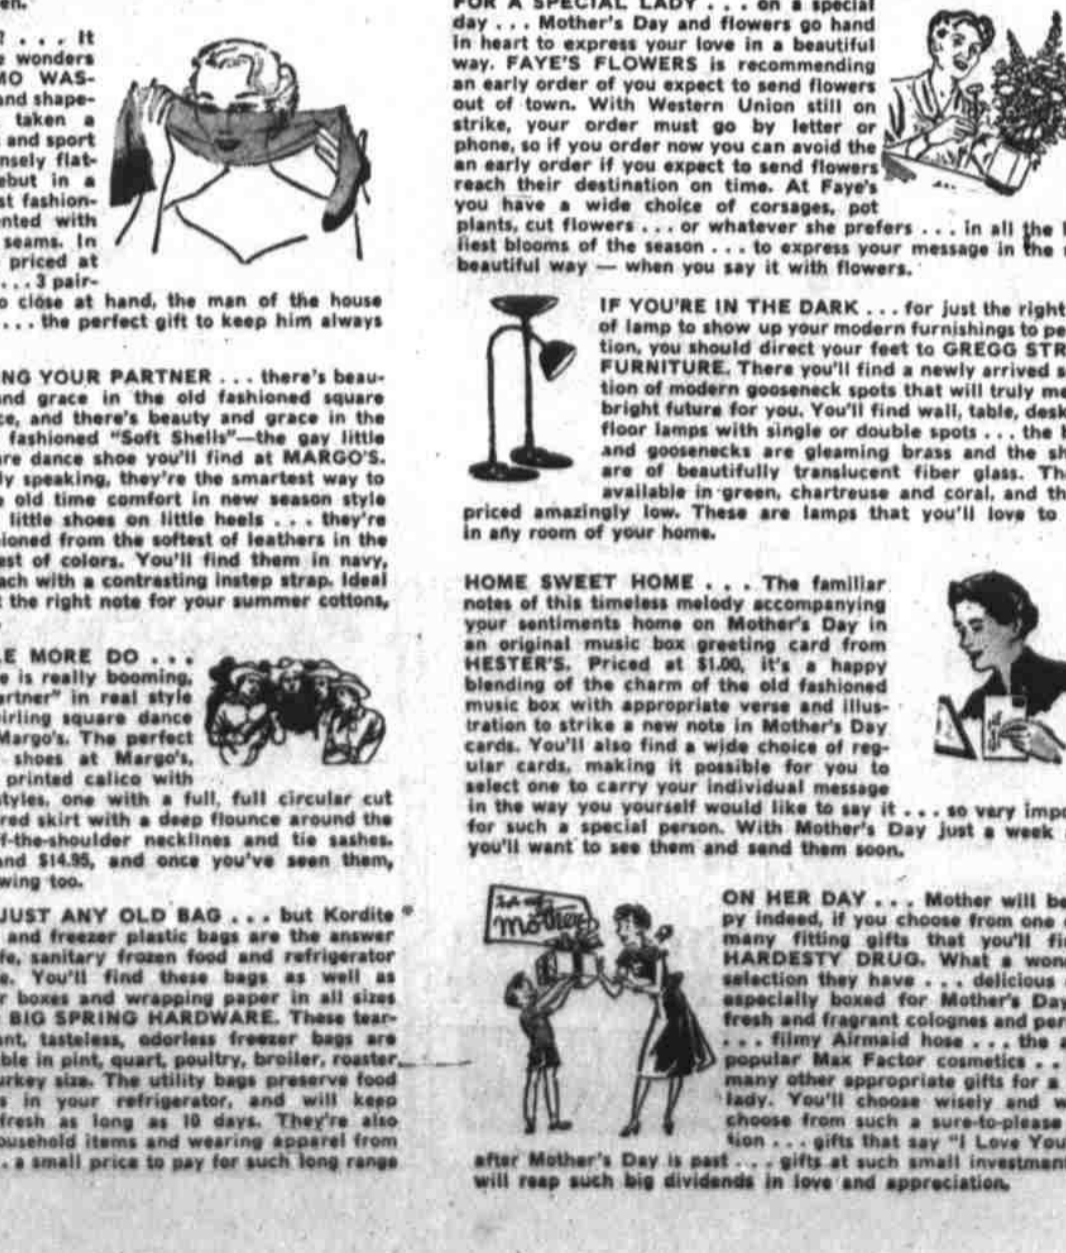 en.
? . . . It
e wonders
MO WAS-
and shape-
taken a
and sport
nsely flat-
ebut in a
st fashion-
nted with
seams. In
priced at
. . . 3 pair-
o close at hand, the man of the house
. . . the perfect gift to keep him always
NG YOUR PARTNER . . . there's beau-
and grace in the old fashioned square
ce, and there's beauty and grace in the
fashioned "Soft Shells"—the gay little
are dance shoe you'll find at MARGO'S.
ly speaking, they're the smartest way to
e old time comfort in new season style
little shoes on little heels . . . they're
ioned from the softest of leathers in the
est of colors. You'll find them in navy,
ach with a contrasting instep strap. Ideal
t the right note for your summer cottons,
LE MORE DO . . .
e is really booming,
artner" in real style
irling square dance
Margo's. The perfect
shoes at Margo's,
printed calico with
styles, one with a full, full circular cut
red skirt with a deep flounce around the
f-the-shoulder necklines and tie sashes.
and $14.95, and once you've seen them,
wing too.
JUST ANY OLD BAG . . . but Kordite
and freezer plastic bags are the answer
fe, sanitary frozen food and refrigerator
e. You'll find these bags as well as
r boxes and wrapping paper in all sizes
BIG SPRING HARDWARE. These tear-
ant, tasteless, odorless freezer bags are
ble in pint, quart, poultry, broiler, roaster,
urkey size. The utility bags preserve food
s in your refrigerator, and will keep
fresh as long as 10 days. They're also
ousehold items and wearing apparel from
. . a small price to pay for such long range
FOR A SPECIAL LADY . . . on a special
day . . . Mother's Day and flowers go hand
in heart to express your love in a beautiful
way. FAYE'S FLOWERS is recommending
an early order of you expect to send flowers
out of town. With Western Union still on
strike, your order must go by letter or
phone, so if you order now you can avoid the
an early order if you expect to send flowers
reach their destination on time. At Faye's
you have a wide choice of corsages, pot
plants, cut flowers . . . or whatever she prefers . . . in all the l
liest blooms of the season . . . to express your message in the
beautiful way — when you say it with flowers.
IF YOU'RE IN THE DARK . . . for just the right
of lamp to show up your modern furnishings to pe
tion, you should direct your feet to GREGG STR
FURNITURE. There you'll find a newly arrived s
tion of modern gooseneck spots that will truly me
bright future for you. You'll find wall, table, desk
floor lamps with single or double spots . . . the b
and goosenecks are gleaming brass and the sh
are of beautifully translucent fiber glass. Th
available in green, chartreuse and coral, and th
priced amazingly low. These are lamps that you'll love to
in any room of your home.
HOME SWEET HOME . . . The familiar
notes of this timeless melody accompanying
your sentiments home on Mother's Day in
an original music box greeting card from
HESTER'S. Priced at $1.00, it's a happy
blending of the charm of the old fashioned
music box with appropriate verse and illus-
tration to strike a new note in Mother's Day
cards. You'll also find a wide choice of reg-
ular cards, making it possible for you to
select one to carry your individual message
in the way you yourself would like to say it . . . so very impo
for such a special person. With Mother's Day just a week
you'll want to see them and send them soon.
mother
ON HER DAY . . . Mother will be
py indeed, if you choose from one
many fitting gifts that you'll fi
HARDESTY DRUG. What a won
selection they have . . . delicious
especially boxed for Mother's Day
fresh and fragrant colognes and per
. . . filmy Airmaid hose . . . the a
popular Max Factor cosmetics . .
many other appropriate gifts for a
lady. You'll choose wisely and w
choose from such a sure-to-please
tion . . . gifts that say "I Love You
after Mother's Day is past . . . gifts at such small investment
will reap such big dividends in love and appreciation.